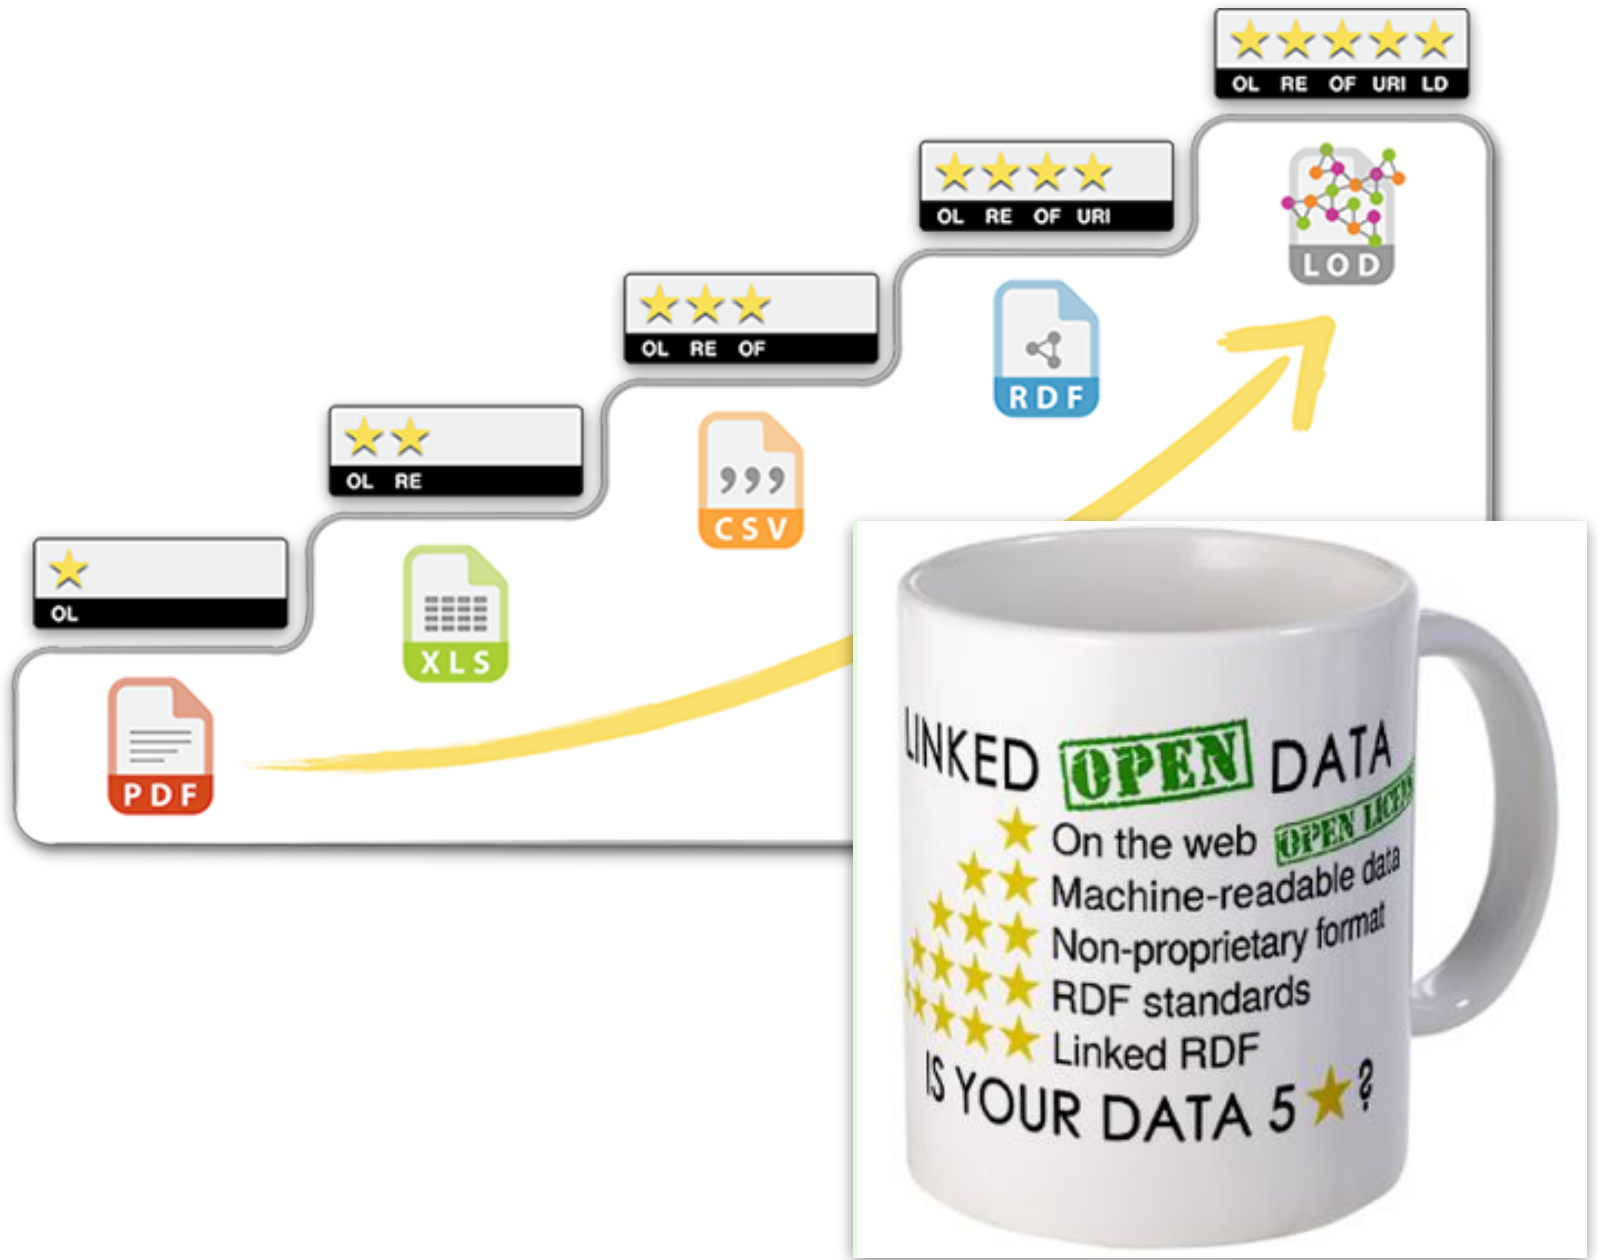 OL RE OF URI LD
LOD
OL RE OF URI
RDF
OL RE OF
CSV
OL RE
XLS
OL
PDF
LINKED OPEN DATA
On the web OPEN
Machine-readable data
Non-proprietary format
RDF standards
Linked RDF
IS YOUR DATA 5 ?